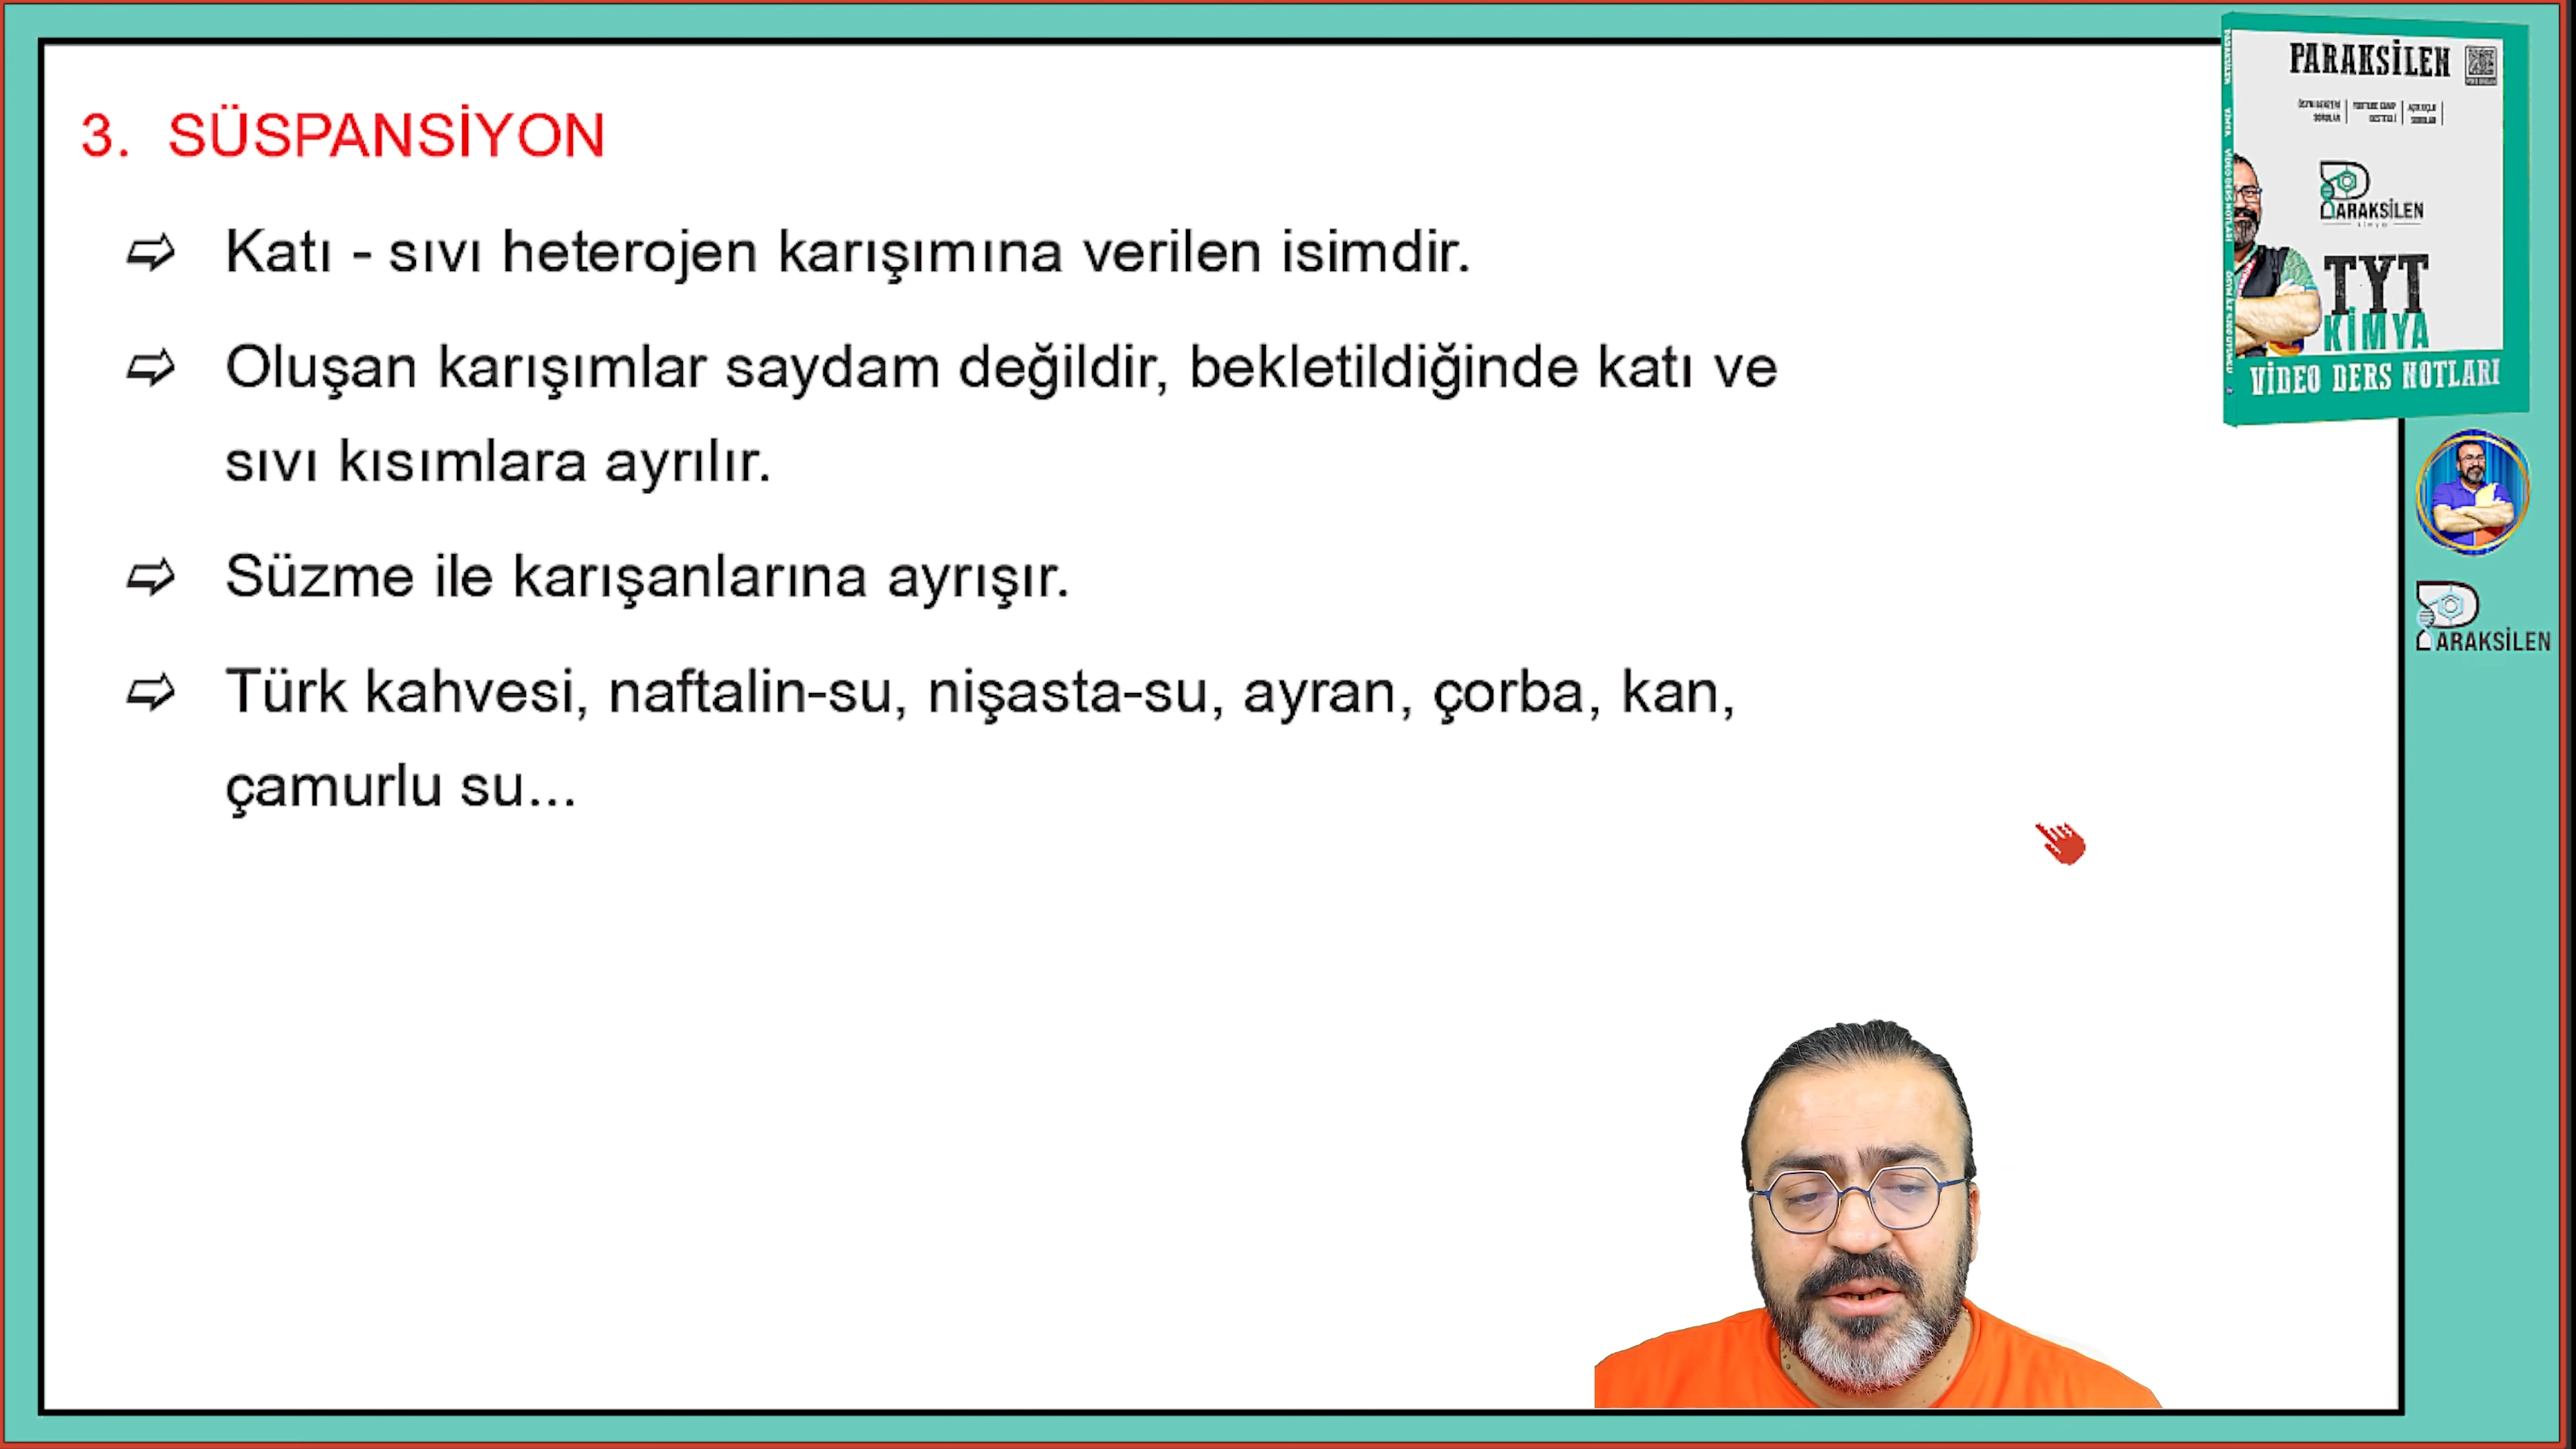 3. SÜSPANSİYON
⇨ Katı - sıvı heterojen karışımına verilen isimdir.
⇨ Oluşan karışımlar saydam değildir, bekletildiğinde katı ve
sıvı kısımlara ayrılır.
⇨ Süzme ile karışanlarına ayrışır.
⇨ Türk kahvesi, naftalin-su, nişasta-su, ayran, çorba, kan,
çamurlu su...
PARAKSİLEN
PARAKSİLEN
TYT
KİMYA
VİDEO DERS NOTLARI
PARAKSİLEN